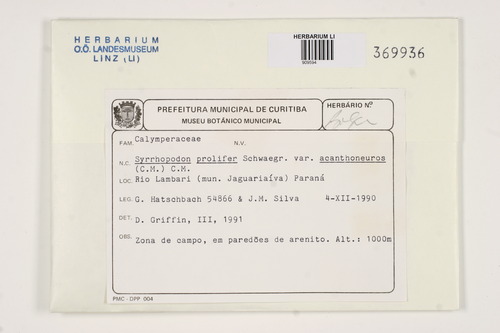 HERBARIUM
O.Ö. LANDESMUSEUM
LINZ (LI)
HERBARIUM LI
369936
PREFEITURA MUNICIPAL DE CURITIBA
MUSEU BOTÂNICO MUNICIPAL
HERBÁRIO Nº
FAM. Calymperaceae N.V.
N.C. Syrrhopodon prolifer Schwaegr. var. acanthoneuros
(C.M.) C.M.
LOC. Rio Lambari (mun. Jaguariaíva) Paraná
LEG. G. Hatschbach 54866 & J.M. Silva 4-XII-1990
DET. D. Griffin, III, 1991
OBS. Zona de campo, em paredões de arenito. Alt.: 1000m
PMC - DPP 004